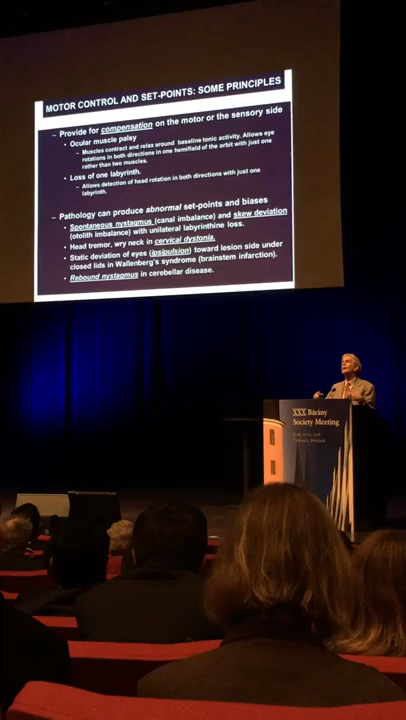 MOTOR CONTROL AND SET-POINTS: SOME PRINCIPLES
– Provide for compensation on the motor or the sensory side
• Ocular muscle palsy
– Muscles contract and relax around baseline tonic activity. Allows eye
rotations in both directions in one hemifield of the orbit with just one
rather than two muscles.
• Loss of one labyrinth.
– Allows detection of head rotation in both directions with just one
labyrinth.
– Pathology can produce abnormal set-points and biases
• Spontaneous nystagmus (canal imbalance) and skew deviation
(otolith imbalance) with unilateral labyrinthine loss.
• Head tremor, wry neck in cervical dystonia.
• Static deviation of eyes (ipsipulsion) toward lesion side under
closed lids in Wallenberg's syndrome (brainstem infarction).
• Rebound nystagmus in cerebellar disease.
XXX Bárány
Society Meeting